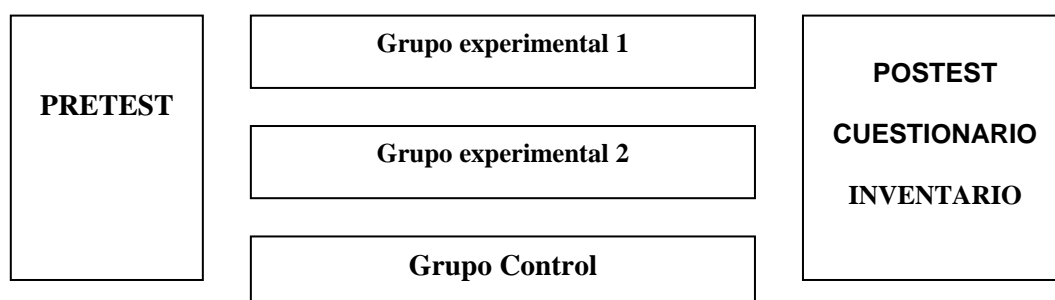 PRETEST
Grupo experimental 1
Grupo experimental 2
Grupo Control
POSTEST
CUESTIONARIO
INVENTARIO